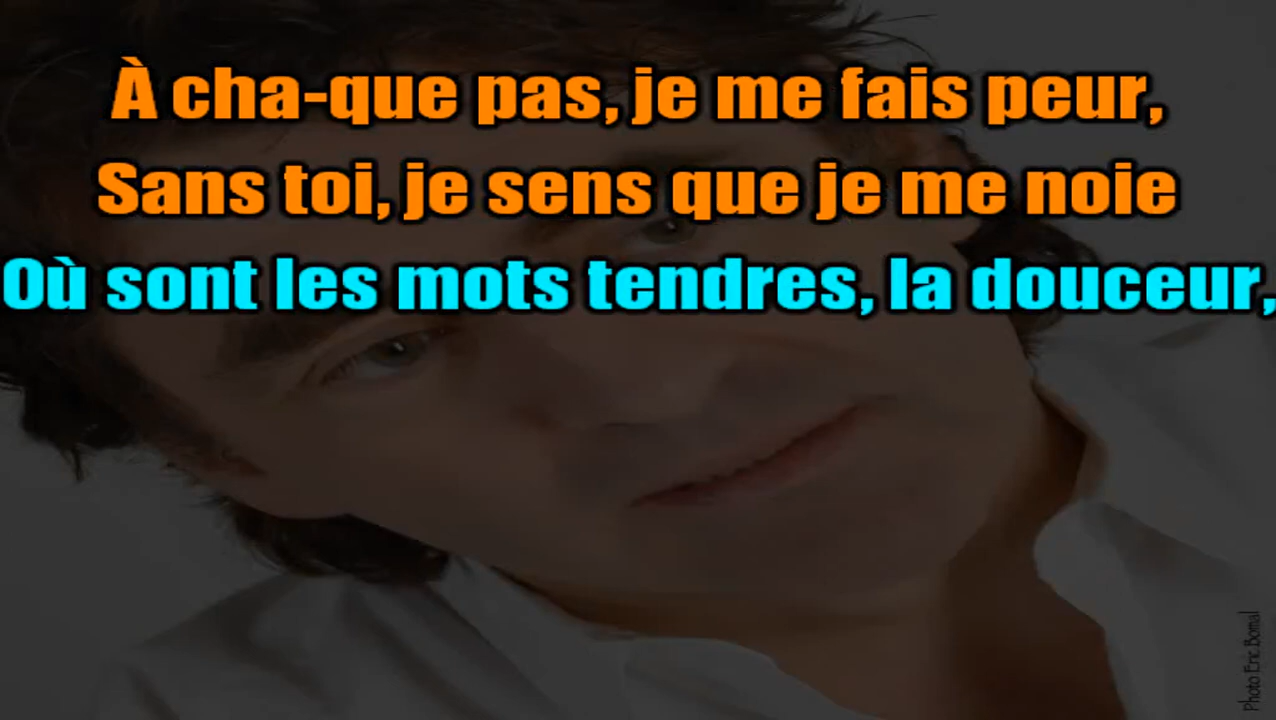 À cha-que pas, je me fais peur,
Sans toi, je sens que je me noie
Où sont les mots tendres, la douceur,
Photo Eric Bomal